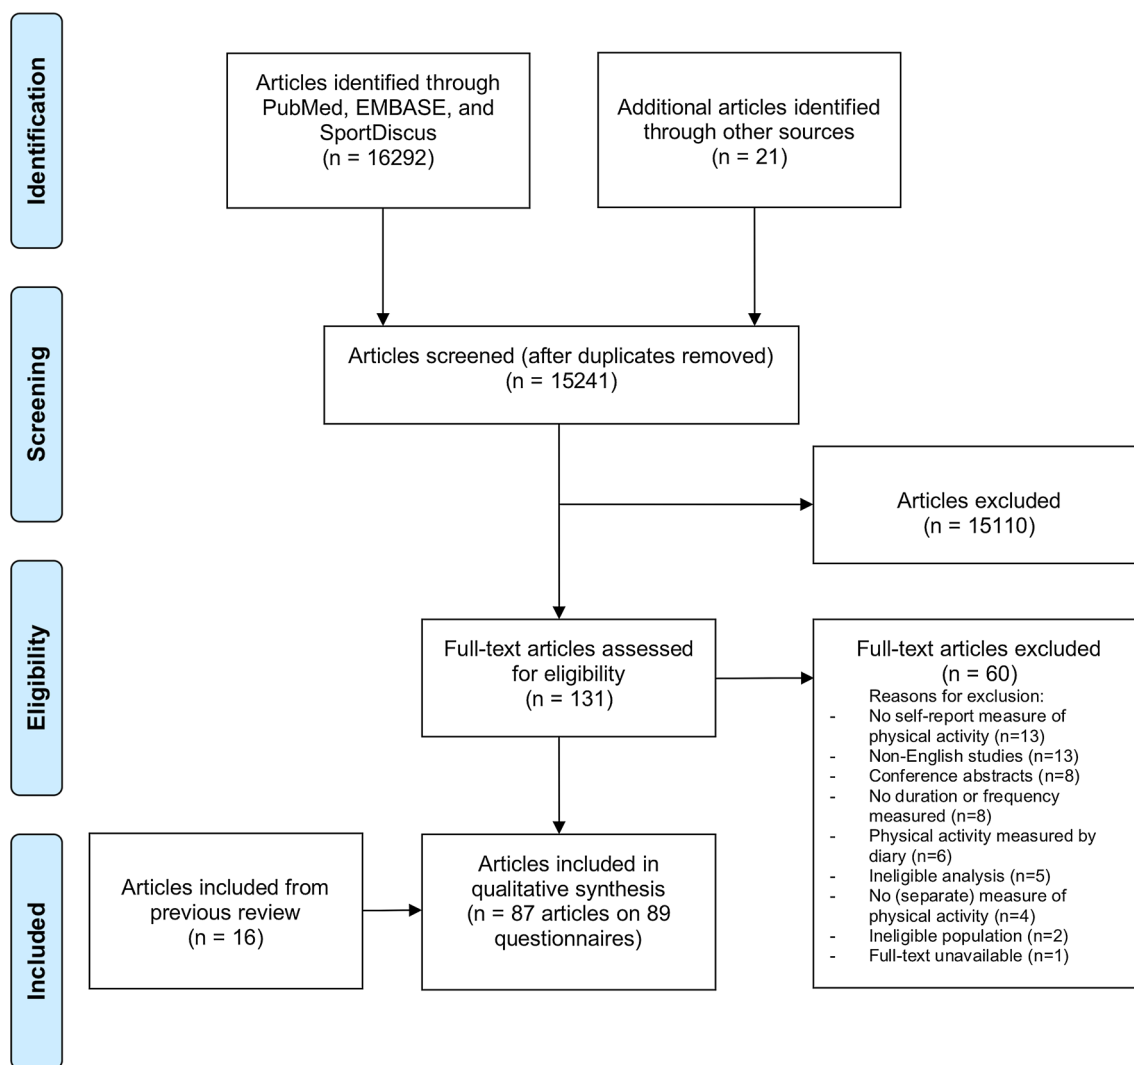 Identification
Articles identified through
PubMed, EMBASE, and
SportDiscus
(n = 16292)
Additional articles identified
through other sources
(n = 21)
Screening
Articles screened (after duplicates removed)
(n = 15241)
Articles excluded
(n = 15110)
Eligibility
Full-text articles assessed
for eligibility
(n = 131)
Full-text articles excluded
(n = 60)
Reasons for exclusion:
- No self-report measure of
physical activity (n=13)
- Non-English studies (n=13)
- Conference abstracts (n=8)
- No duration or frequency
measured (n=8)
- Physical activity measured by
diary (n=6)
- Ineligible analysis (n=5)
- No (separate) measure of
physical activity (n=4)
- Ineligible population (n=2)
- Full-text unavailable (n=1)
Included
Articles included from
previous review
(n = 16)
Articles included in
qualitative synthesis
(n = 87 articles on 89
questionnaires)